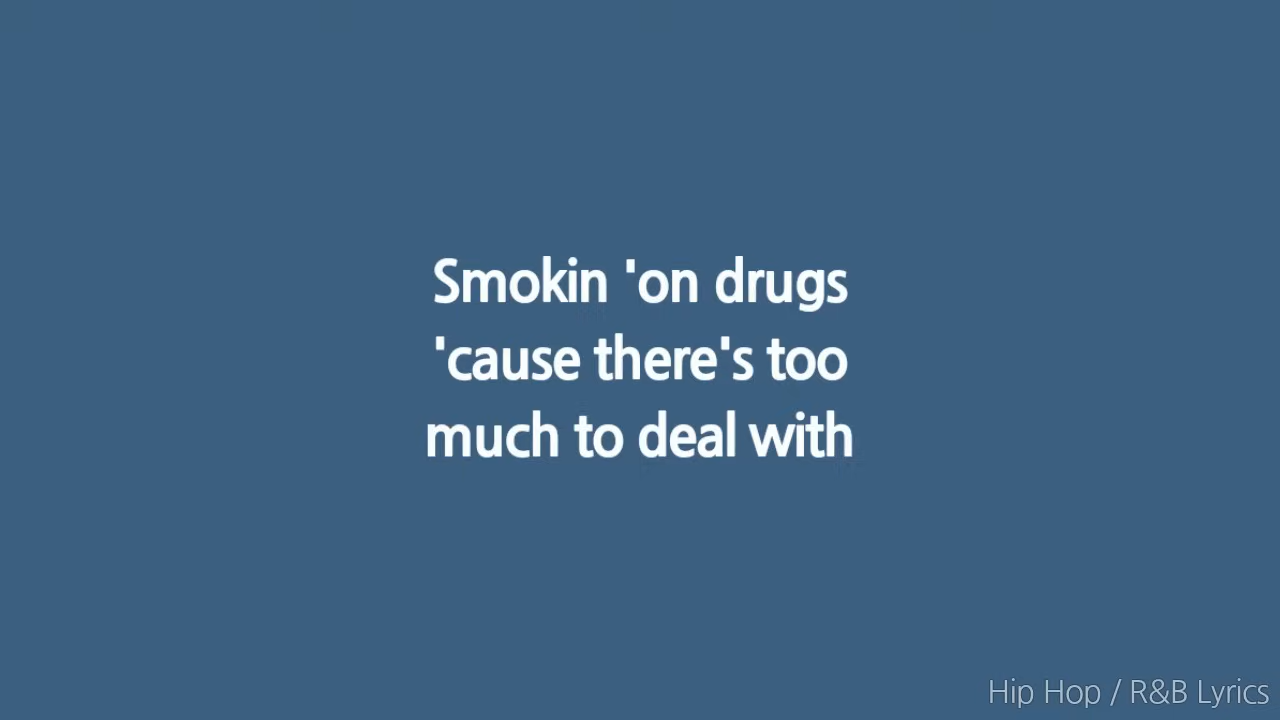 Smokin 'on drugs
'cause there's too
much to deal with
Hip Hop / R&B Lyrics